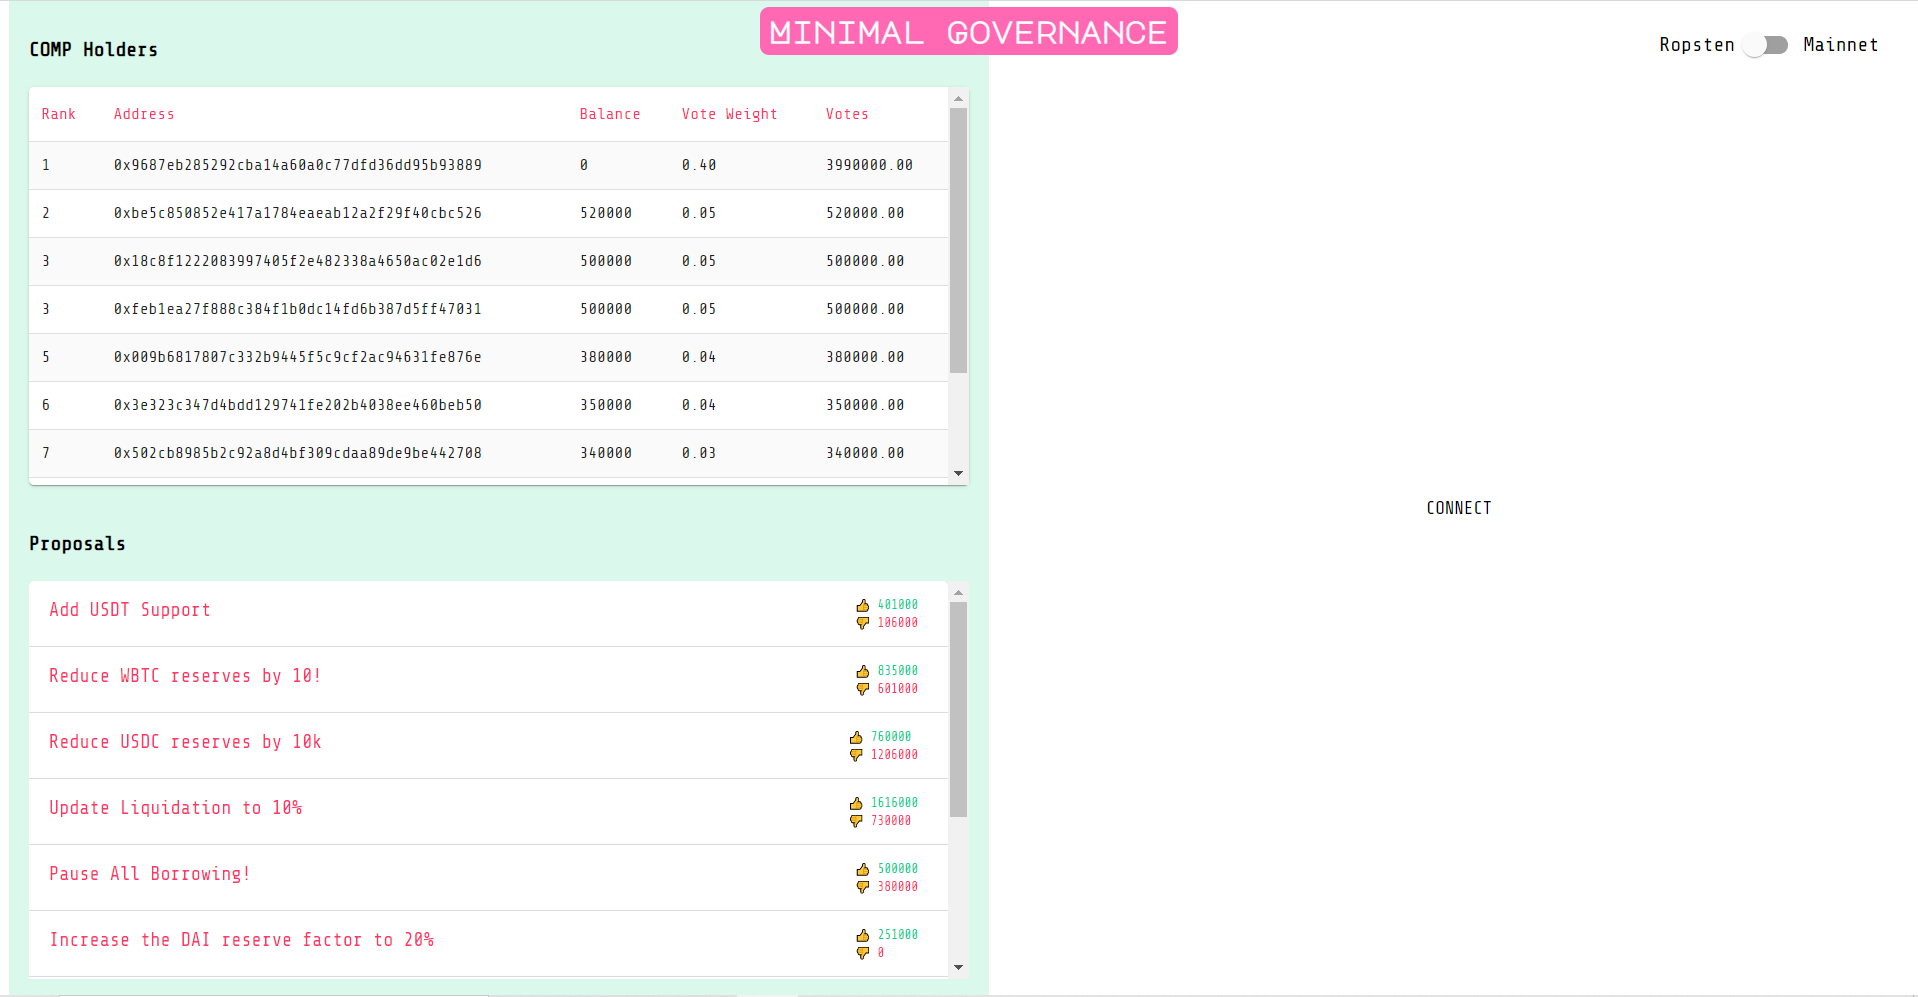 MINIMAL GOVERNANCE
Ropsten Mainnet
COMP Holders
Rank Address Balance Vote Weight Votes
1 0x9687eb285292cba14a60a0c77dfd36dd95b93889 0 0.40 3990000.00
2 0xbe5c850852e417a1784eaeab12a2f29f40cbc526 520000 0.05 520000.00
3 0x18c8f1222083997405f2e482338a4650ac02e1d6 500000 0.05 500000.00
3 0xfeb1ea27f888c384f1b0dc14fd6b387d5ff47031 500000 0.05 500000.00
5 0x009b6817807c332b9445f5c9cf2ac94631fe876e 380000 0.04 380000.00
6 0x3e323c347d4bdd129741fe202b4038ee460beb50 350000 0.04 350000.00
7 0x502cb8985b2c92a8d4bf309cdaa89de9be442708 340000 0.03 340000.00
Proposals
Add USDT Support
401000
106000
Reduce WBTC reserves by 10!
835000
601000
Reduce USDC reserves by 10k
760000
1206000
Update Liquidation to 10%
1616000
730000
Pause All Borrowing!
500000
380000
Increase the DAI reserve factor to 20%
251000
0
CONNECT